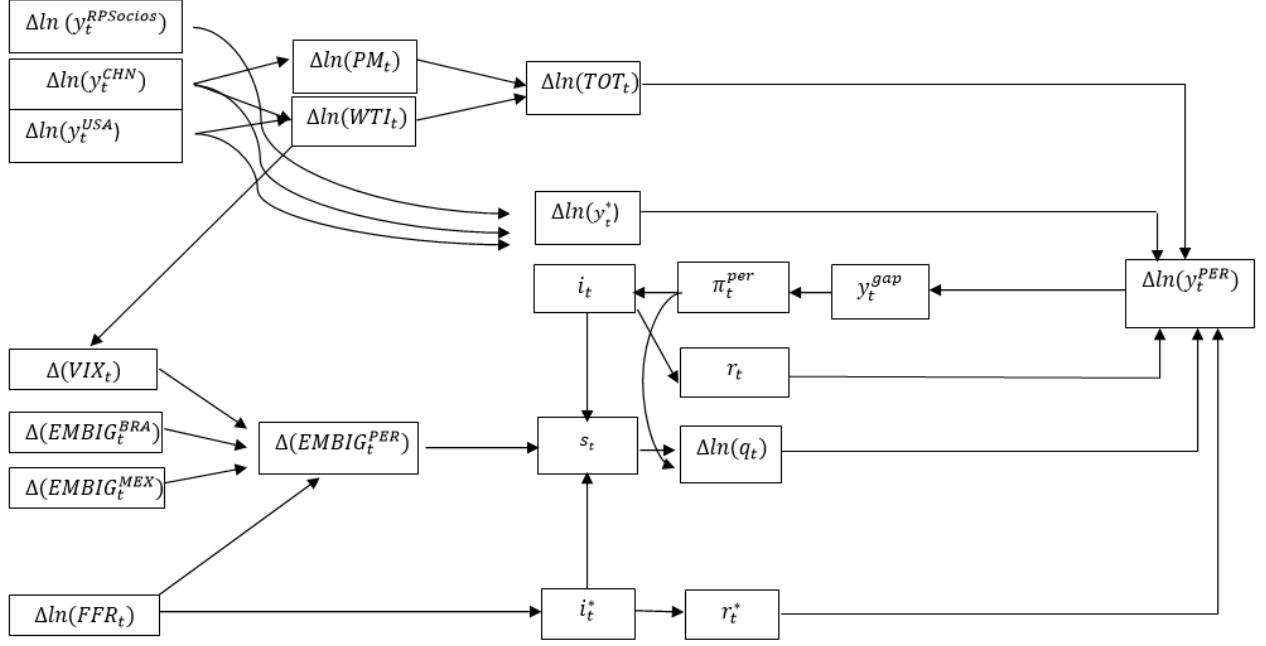 Δln (y_t^{RPSocios})
Δln(y_t^{CHN})
Δln(y_t^{USA})
Δln(PM_t)
Δln(WTI_t)
Δln(TOT_t)
Δln(y_t^*)
i_t
π_t^{per}
y_t^{gap}
Δln(y_t^{PER})
r_t
Δ(VIX_t)
Δ(EMBIG_t^{BRA})
Δ(EMBIG_t^{MEX})
Δ(EMBIG_t^{PER})
s_t
Δln(q_t)
Δln(FFR_t)
i_t^*
r_t^*